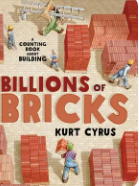 A
COUNTING
BOOK
ABOUT
BUILDING
BILLIONS OF
BRICKS
KURT CYRUS